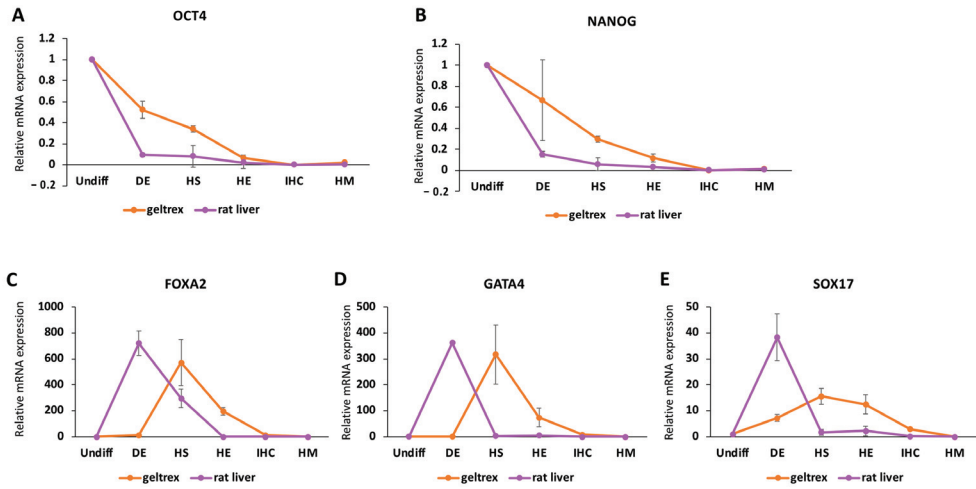 A
OCT4
Relative mRNA expression
1.2
1
0.8
0.6
0.4
0.2
0
− 0.2
Undiff DE HS HE IHC HM
geltrex rat liver
B
NANOG
Relative mRNA expression
1.2
1
0.8
0.6
0.4
0.2
0
− 0.2
Undiff DE HS HE IHC HM
geltrex rat liver
C
FOXA2
Relative mRNA expression
1000
800
600
400
200
0
Undiff DE HS HE IHC HM
geltrex rat liver
D
GATA4
Relative mRNA expression
500
400
300
200
100
0
Undiff DE HS HE IHC HM
geltrex rat liver
E
SOX17
Relative mRNA expression
50
40
30
20
10
0
Undiff DE HS HE IHC HM
geltrex rat liver